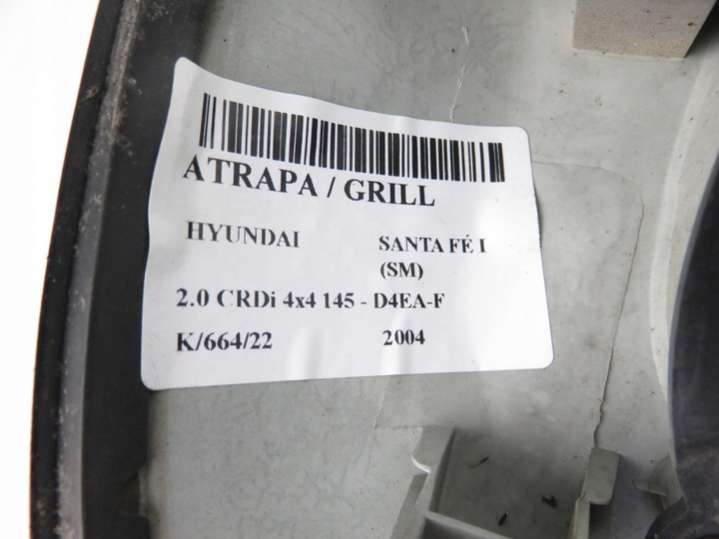 ATRAPA / GRILL
HYUNDAI SANTA FÉ I
(SM)
2.0 CRDi 4x4 145 - D4EA-F
K/664/22 2004